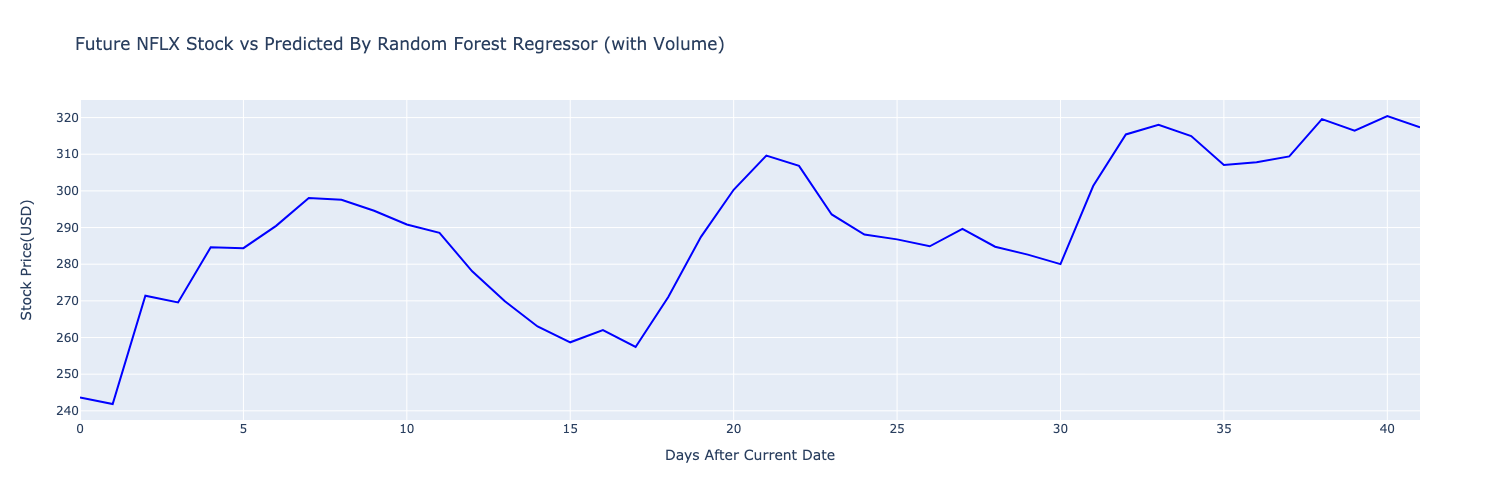 Future NFLX Stock vs Predicted By Random Forest Regressor (with Volume)
Stock Price(USD)
320
310
300
290
280
270
260
250
240
0 5 10 15 20 25 30 35 40
Days After Current Date